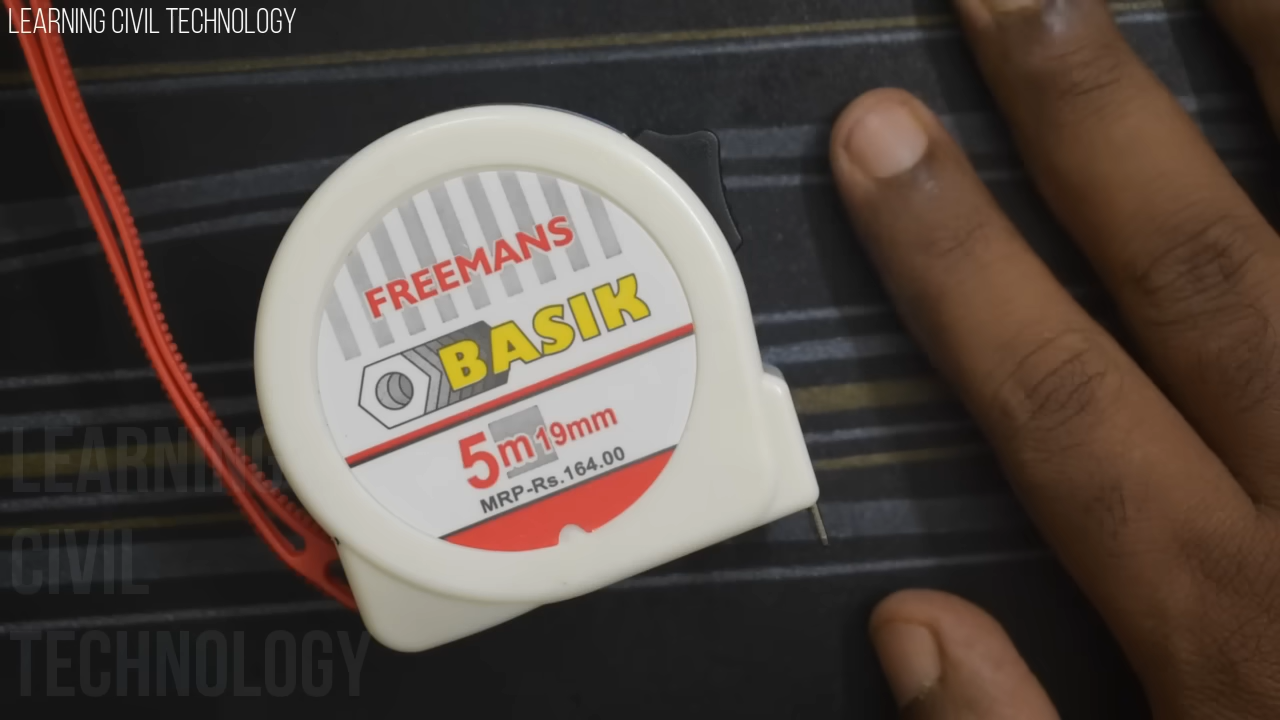 LEARNING CIVIL TECHNOLOGY
FREEMANS
BASIK
5m 19mm
MRP-Rs.164.00
LEARNING
CIVIL
TECHNOLOGY